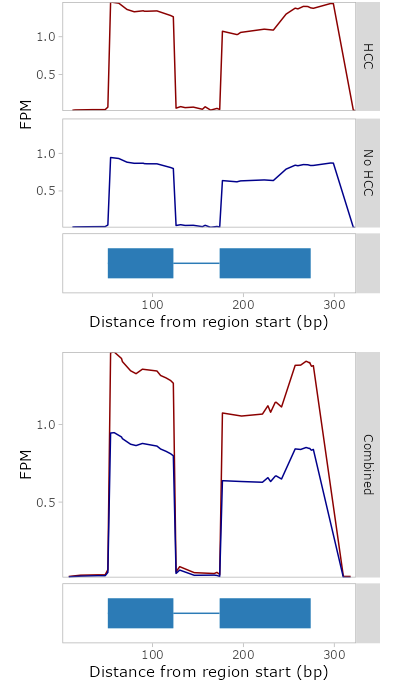 HCC
1.0
0.5
FPM
No HCC
1.0
0.5
100 200 300
Distance from region start (bp)
Combined
1.0
0.5
FPM
100 200 300
Distance from region start (bp)